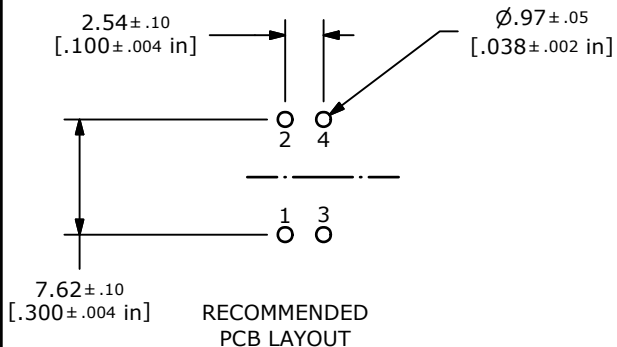 2.54±.10
[.100±.004 in]
Ø.97±.05
[.038±.002 in]
2 4
1 3
7.62±.10
[.300±.004 in]
RECOMMENDED
PCB LAYOUT